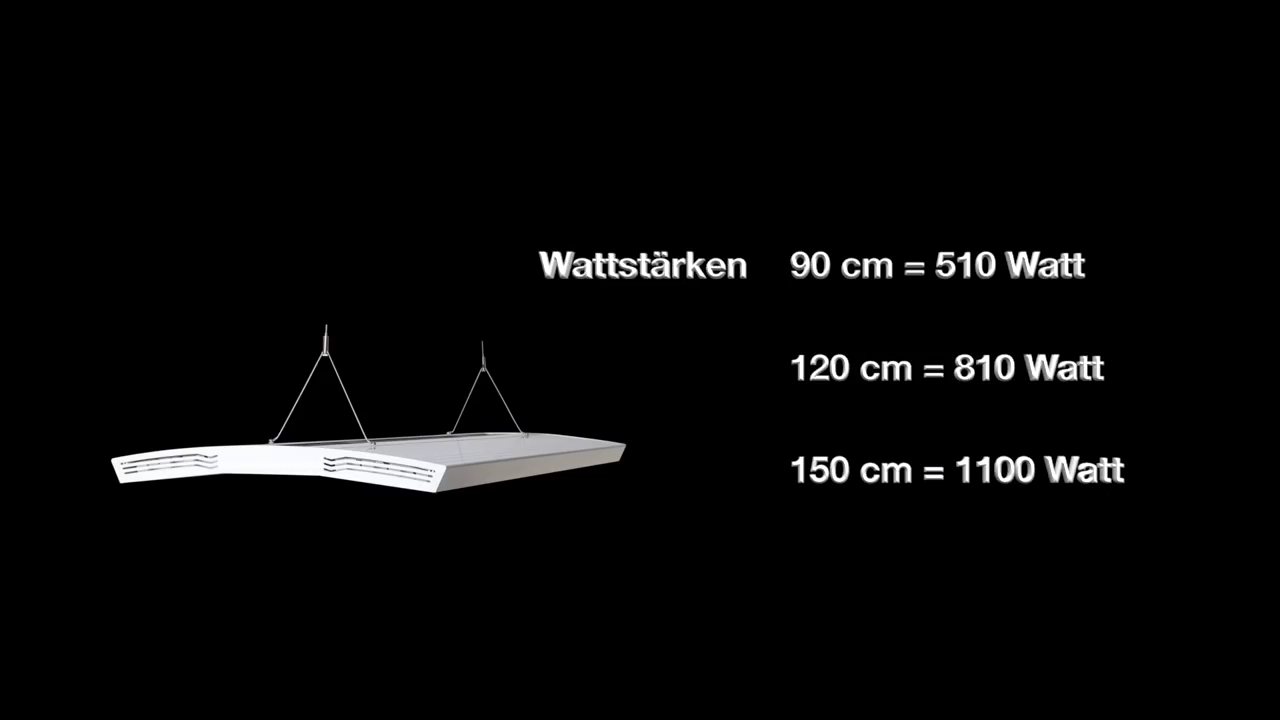 Wattstärken 90 cm = 510 Watt
120 cm = 810 Watt
150 cm = 1100 Watt